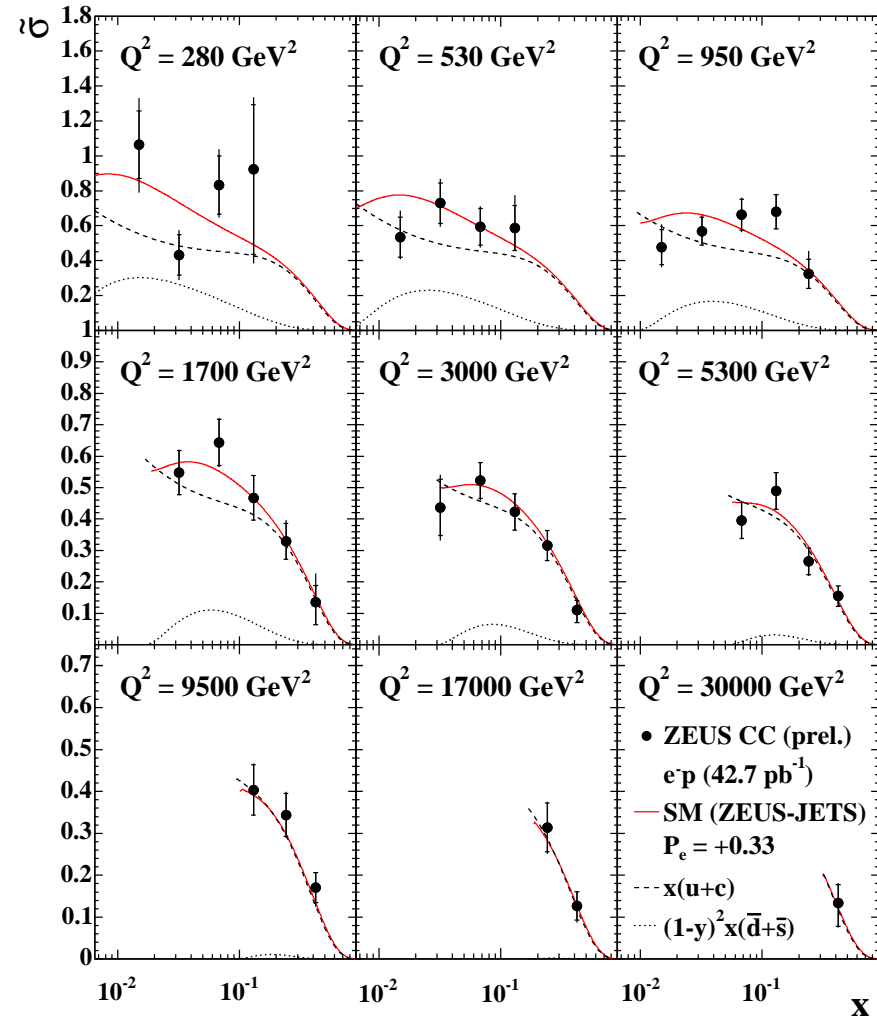 σ̃
1.8
1.6
1.4
1.2
1
0.8
0.6
0.4
0.2
Q² = 280 GeV²
Q² = 530 GeV²
Q² = 950 GeV²
1
0.9
0.8
0.7
0.6
0.5
0.4
0.3
0.2
0.1
Q² = 1700 GeV²
Q² = 3000 GeV²
Q² = 5300 GeV²
0.7
0.6
0.5
0.4
0.3
0.2
0.1
0
Q² = 9500 GeV²
Q² = 17000 GeV²
Q² = 30000 GeV²
ZEUS CC (prel.)
e⁻p (42.7 pb⁻¹)
SM (ZEUS-JETS)
Pₑ = +0.33
x(u+c)
(1-y)²x(d̅+s̅)
10⁻² 10⁻¹ 10⁻² 10⁻¹ 10⁻² 10⁻¹
x